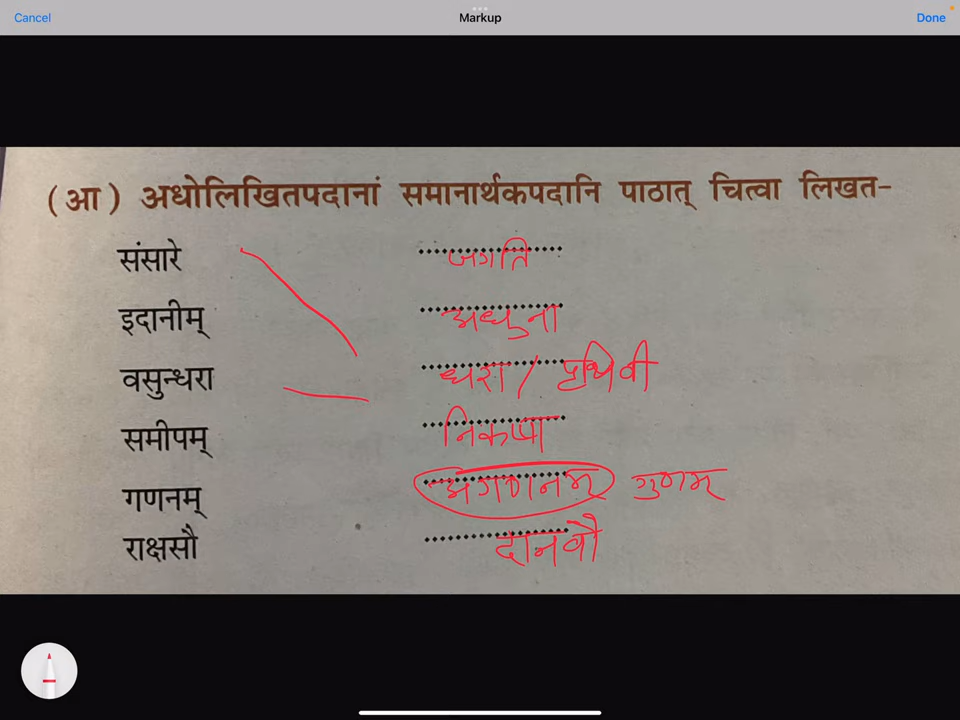 Cancel Markup Done
(आ) अधोलिखितपदानां समानार्थकपदानि पाठात् चित्वा लिखत-
संसारे जगति
इदानीम् अधुना
वसुन्धरा धरा / पृथिवी
समीपम् निकषा
गणनम् अगणनम् गुणम्
राक्षसौ दानवौ